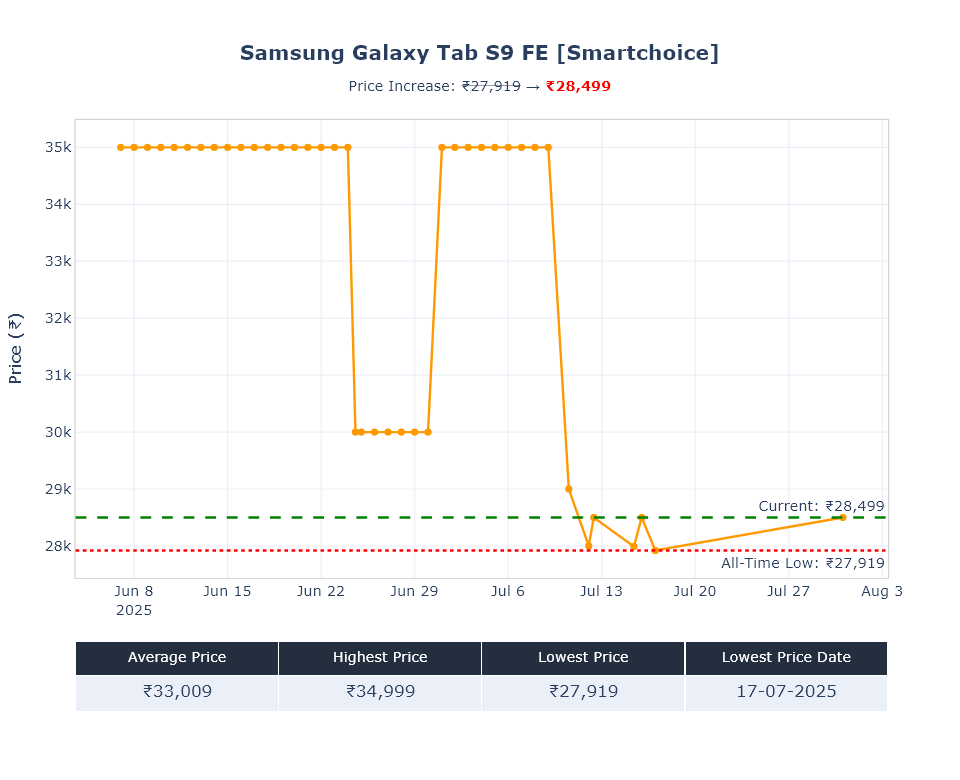 Samsung Galaxy Tab S9 FE [Smartchoice]
Price Increase: ₹27,919 → ₹28,499
35k
34k
33k
32k
31k
30k
29k
28k
Price (₹)
Current: ₹28,499
All-Time Low: ₹27,919
Jun 8 Jun 15 Jun 22 Jun 29 Jul 6 Jul 13 Jul 20 Jul 27 Aug 3
2025
Average Price Highest Price Lowest Price Lowest Price Date
₹33,009 ₹34,999 ₹27,919 17-07-2025